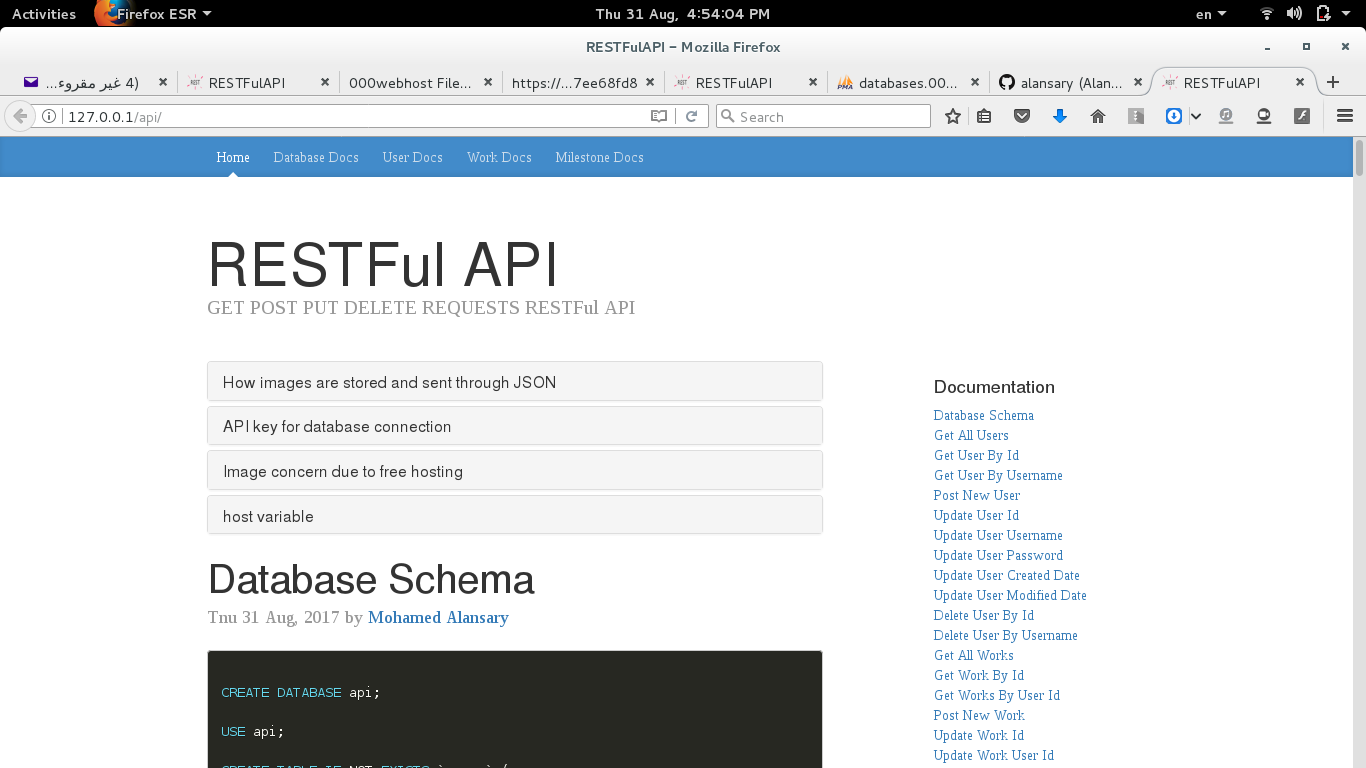 Activities Firefox ESR Thu 31 Aug, 4:54:04 PM en
RESTFulAPI – Mozilla Firefox
(4 غير مقروء... RESTFulAPI 000webhost File... https://...7ee68fd8 RESTFulAPI databases.00... alansary (Alan... RESTFulAPI
127.0.0.1/api/ Search
Home Database Docs User Docs Work Docs Milestone Docs
RESTFul API
GET POST PUT DELETE REQUESTS RESTFul API
How images are stored and sent through JSON
API key for database connection
Image concern due to free hosting
host variable
Database Schema
Tnu 31 Aug, 2017 by Mohamed Alansary
CREATE DATABASE api;
USE api;
Documentation
Database Schema
Get All Users
Get User By Id
Get User By Username
Post New User
Update User Id
Update User Username
Update User Password
Update User Created Date
Update User Modified Date
Delete User By Id
Delete User By Username
Get All Works
Get Work By Id
Get Works By User Id
Post New Work
Update Work Id
Update Work User Id